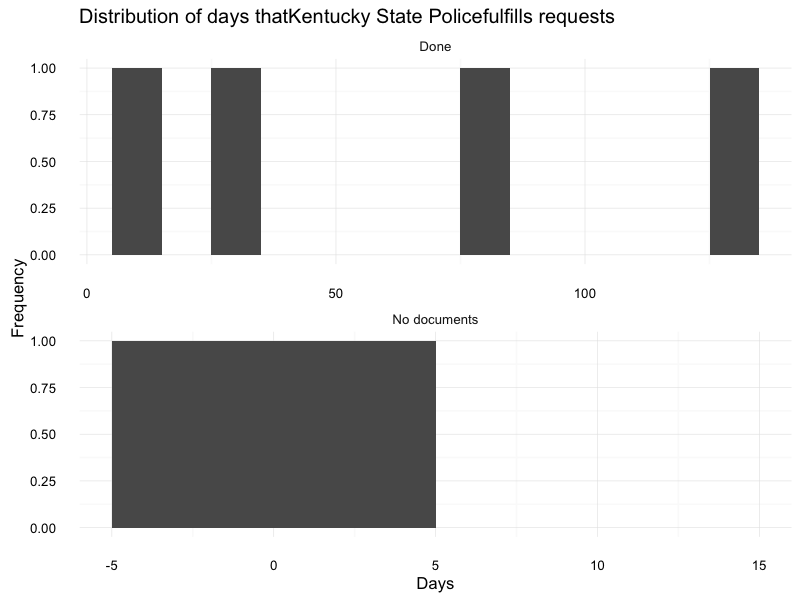 Distribution of days thatKentucky State Policefulfills requests
Done
1.00
0.75
0.50
0.25
0.00
0 50 100
Frequency
No documents
1.00
0.75
0.50
0.25
0.00
-5 0 5 10 15
Days